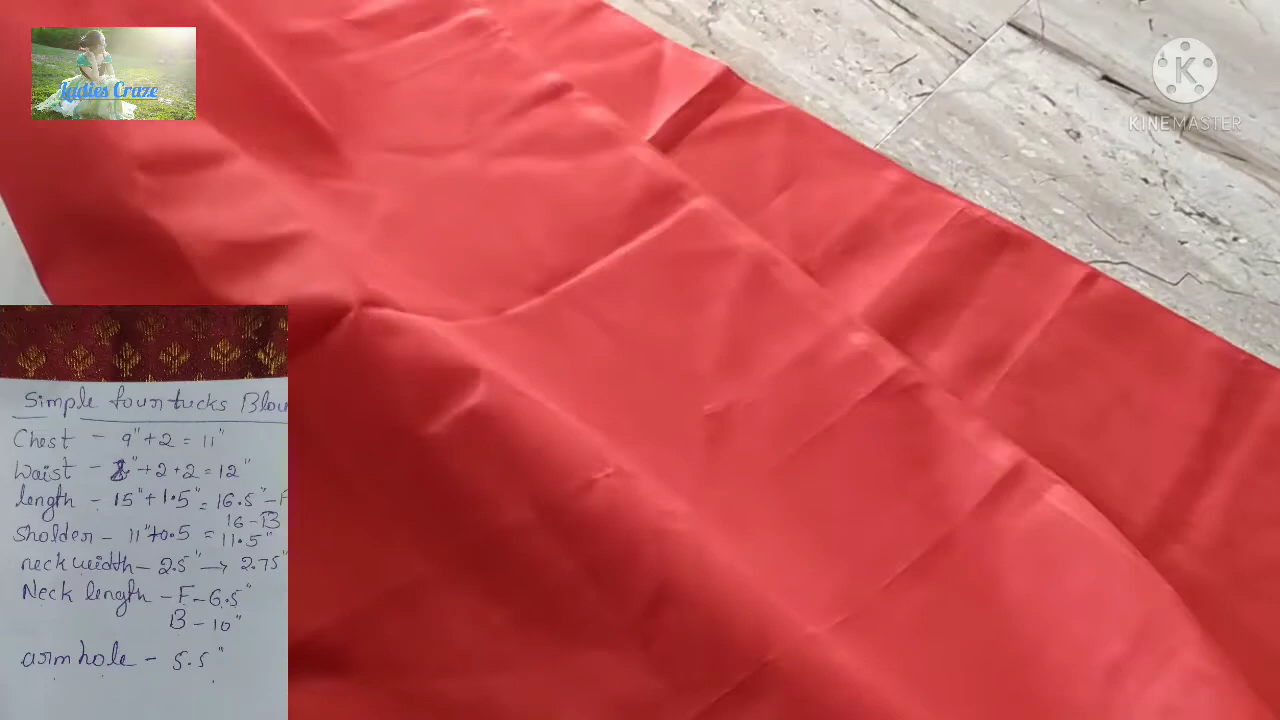 Ladies Craze
KINEMASTER
Simple four tucks Blou
Chest - 9" + 2 = 11"
Waist - 8" + 2 + 2 = 12"
length - 15" + 1.5" = 16.5" - F
16 - B
Sholder - 11" + 0.5 = 11.5"
neck width - 2.5" → 2.75"
Neck length - F - 6.5"
B - 10"
armhole - 5.5"